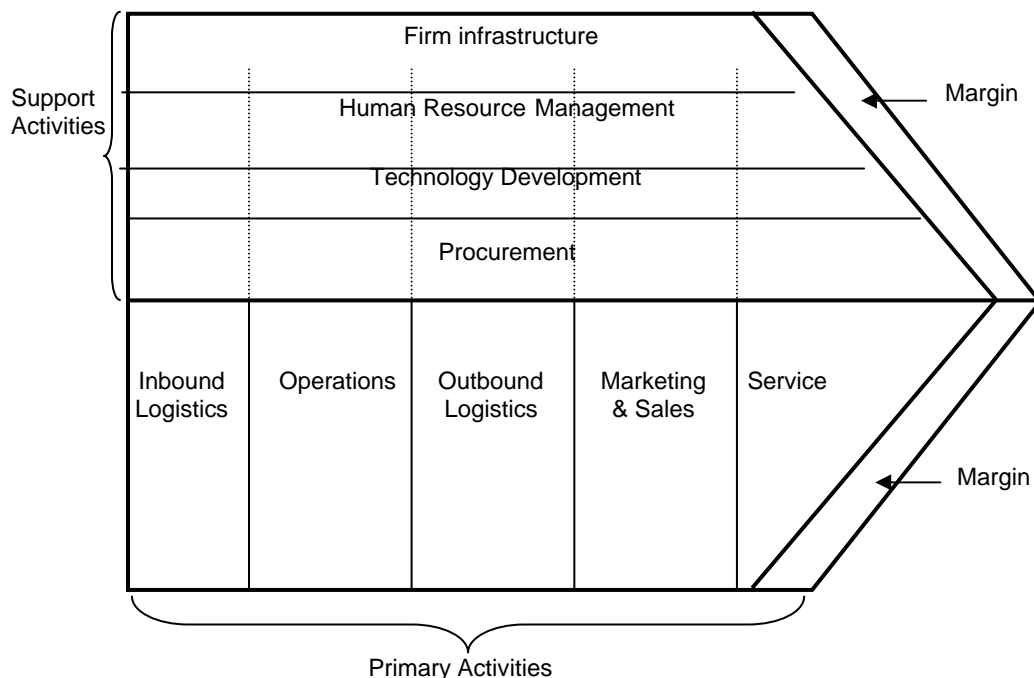 Firm infrastructure
Support
Activities
Margin
Human Resource Management
Technology Development
Procurement
Inbound
Logistics
Operations
Outbound
Logistics
Marketing
& Sales
Service
Margin
Primary Activities